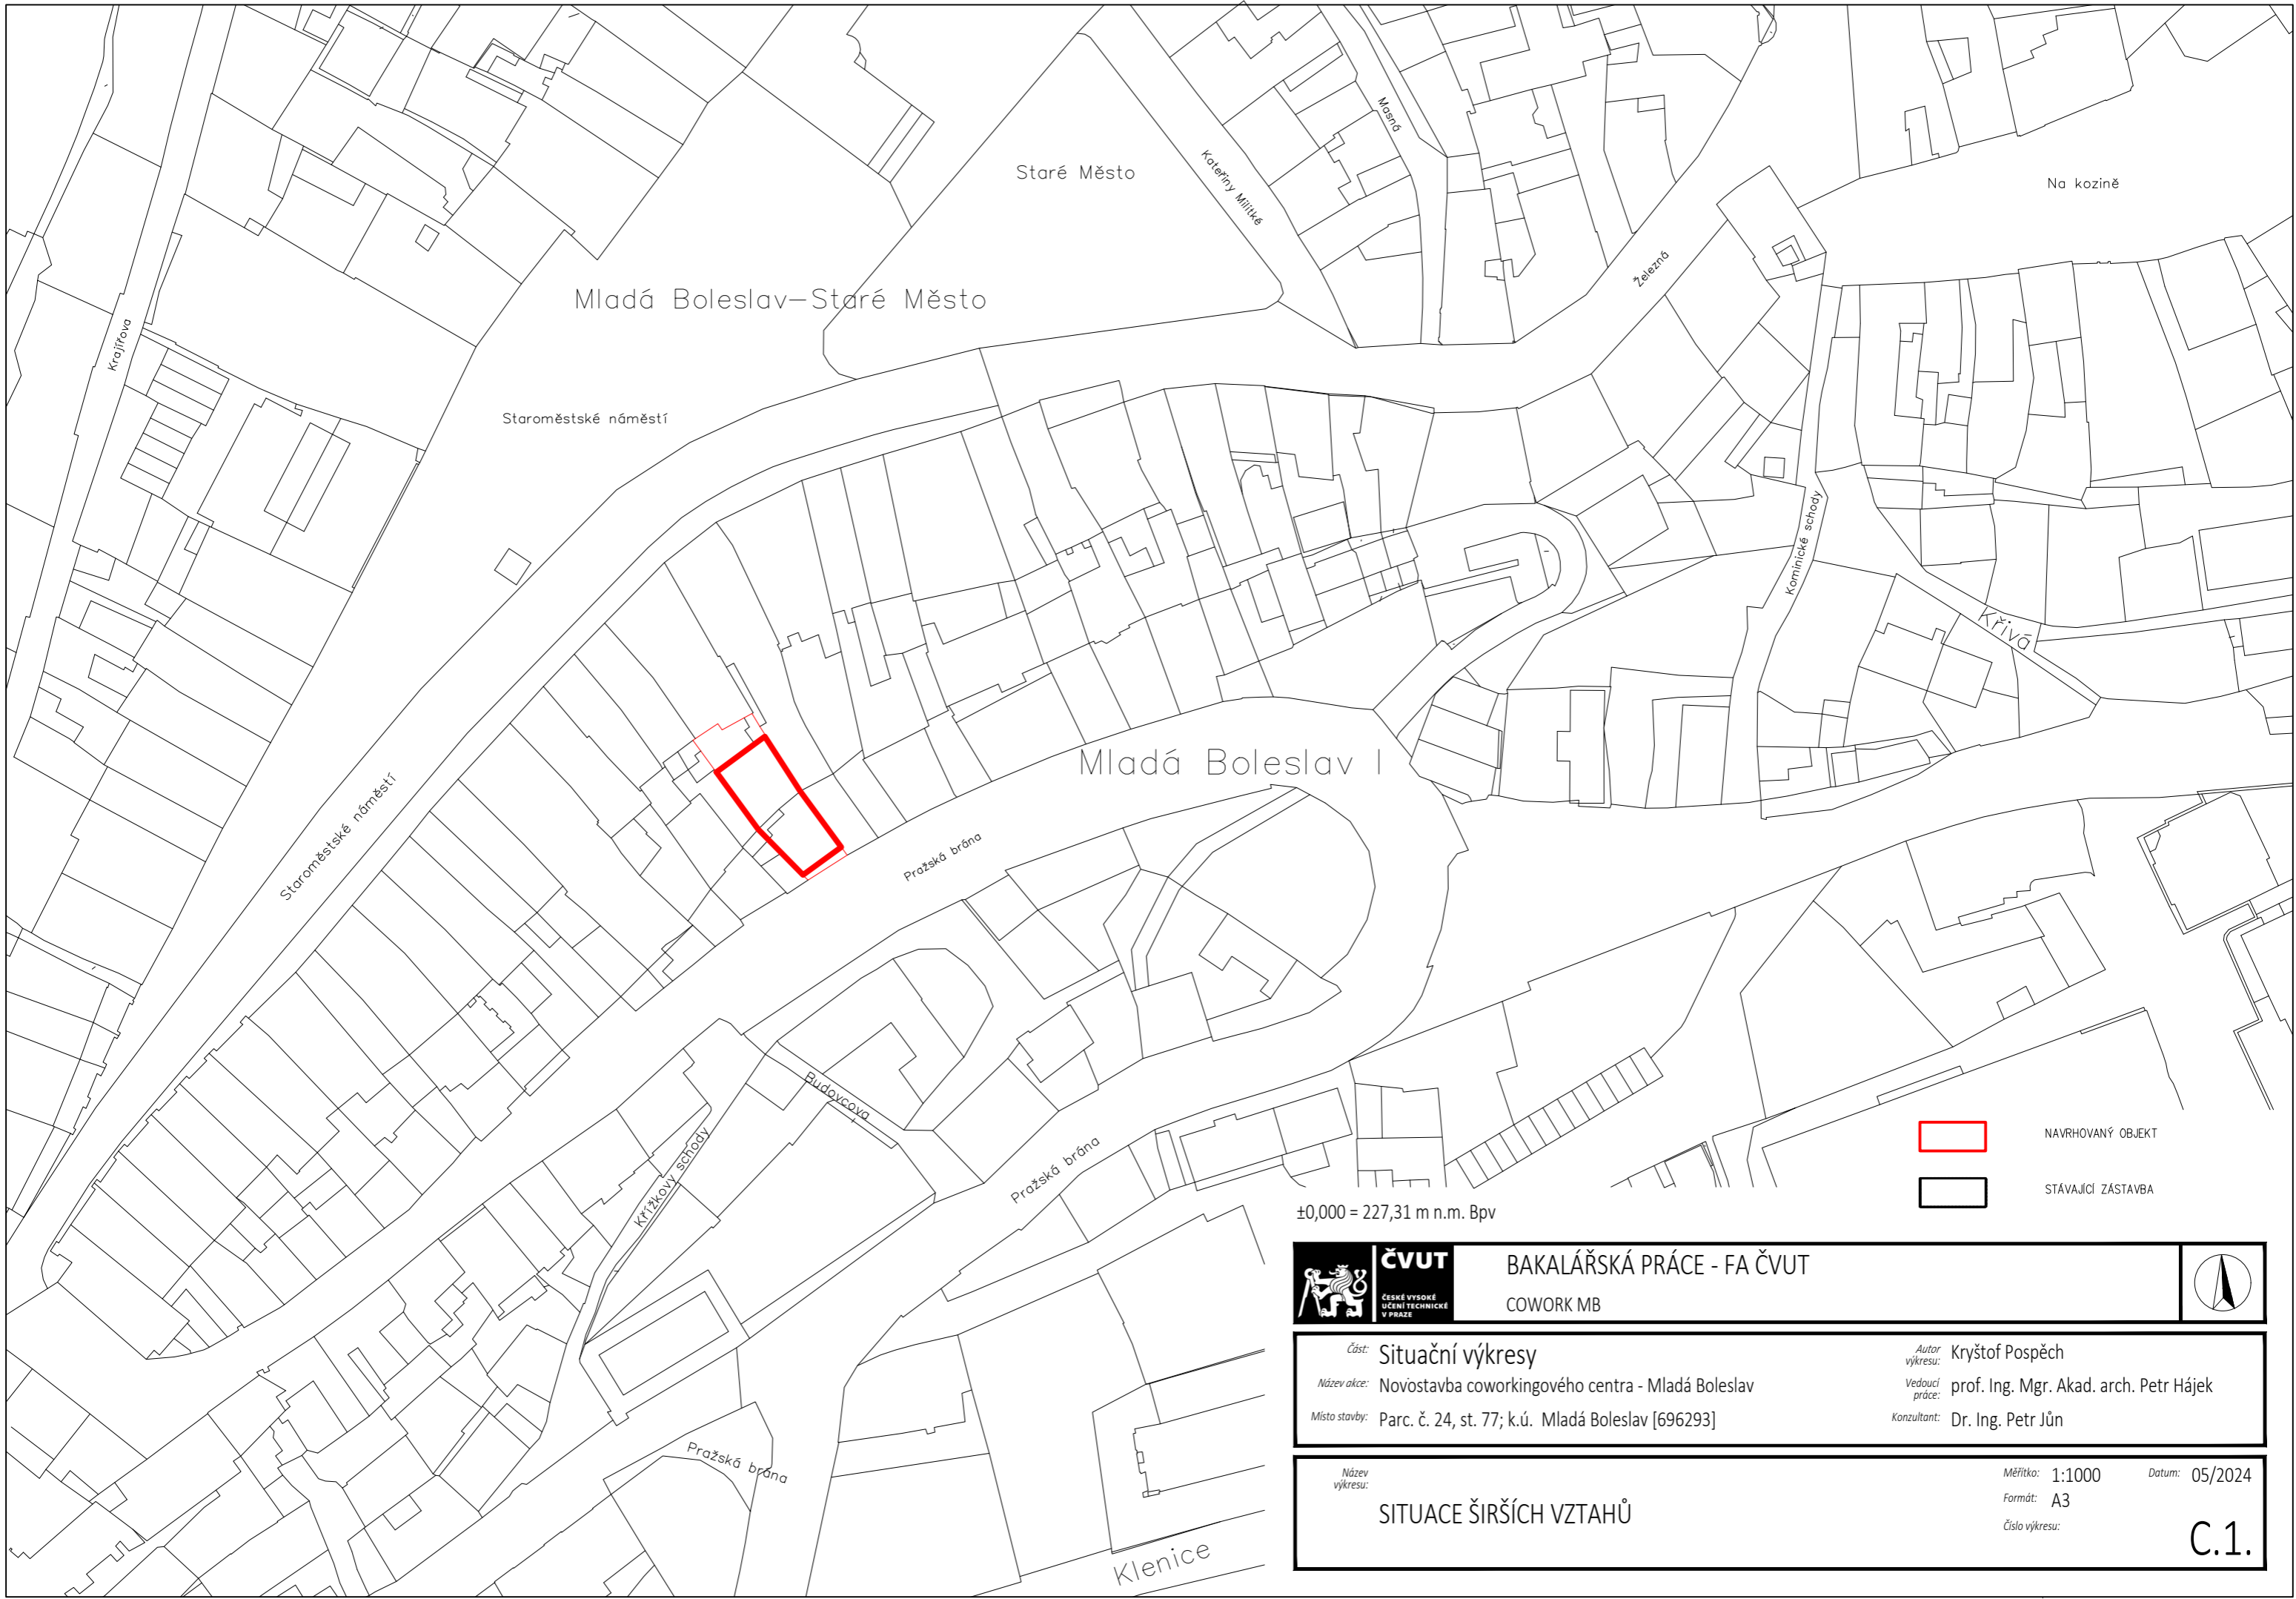 Masná
Kateřiny Militké
Staré Město
Na kozině
Železná
Mladá Boleslav-Staré Město
Krajířova
Staroměstské náměstí
Kominické schody
Křivá
Mladá Boleslav I
Staroměstské náměstí
Pražská brána
Budovcova
Křížkovy schody
Pražská brána
Pražská brána
Klenice
NAVRHOVANÝ OBJEKT
STÁVAJÍCÍ ZÁSTAVBA
±0,000 = 227,31 m n.m. Bpv
ČVUT
ČESKÉ VYSOKÉ
UČENÍ TECHNICKÉ
V PRAZE
BAKALÁŘSKÁ PRÁCE - FA ČVUT
COWORK MB
Část: Situační výkresy
Název akce: Novostavba coworkingového centra - Mladá Boleslav
Místo stavby: Parc. č. 24, st. 77; k.ú. Mladá Boleslav [696293]
Autor výkresu: Kryštof Pospěch
Vedoucí práce: prof. Ing. Mgr. Akad. arch. Petr Hájek
Konzultant: Dr. Ing. Petr Jůn
Název výkresu:
SITUACE ŠIRŠÍCH VZTAHŮ
Měřítko: 1:1000 Datum: 05/2024
Formát: A3
Číslo výkresu:
C.1.